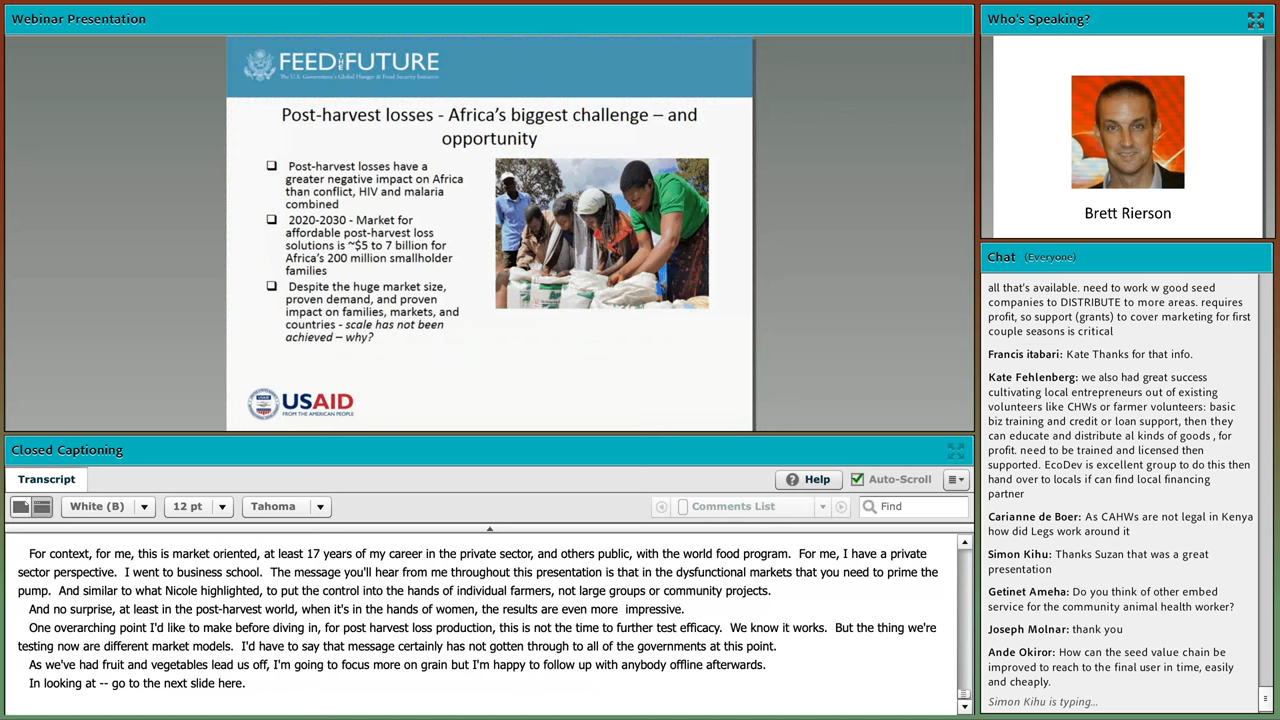 Webinar Presentation
FEED THE FUTURE
The U.S. Government's Global Hunger & Food Security Initiative
Post-harvest losses - Africa's biggest challenge – and
opportunity
Post-harvest losses have a
greater negative impact on Africa
than conflict, HIV and malaria
combined
2020-2030 - Market for
affordable post-harvest loss
solutions is ~$5 to 7 billion for
Africa's 200 million smallholder
families
Despite the huge market size,
proven demand, and proven
impact on families, markets, and
countries - scale has not been
achieved – why?
USAID
FROM THE AMERICAN PEOPLE
Who's Speaking?
Brett Rierson
Closed Captioning
Transcript
Help
Auto-Scroll
White (B)
12 pt
Tahoma
Comments List
Find
For context, for me, this is market oriented, at least 17 years of my career in the private sector, and others public, with the world food program. For me, I have a private
sector perspective. I went to business school. The message you'll hear from me throughout this presentation is that in the dysfunctional markets that you need to prime the
pump. And similar to what Nicole highlighted, to put the control into the hands of individual farmers, not large groups or community projects.
And no surprise, at least in the post-harvest world, when it's in the hands of women, the results are even more impressive.
One overarching point I'd like to make before diving in, for post harvest loss production, this is not the time to further test efficacy. We know it works. But the thing we're
testing now are different market models. I'd have to say that message certainly has not gotten through to all of the governments at this point.
As we've had fruit and vegetables lead us off, I'm going to focus more on grain but I'm happy to follow up with anybody offline afterwards.
In looking at -- go to the next slide here.
Chat (Everyone)
all that's available. need to work w good seed
companies to DISTRIBUTE to more areas. requires
profit, so support (grants) to cover marketing for first
couple seasons is critical
Francis itabari: Kate Thanks for that info.
Kate Fehlenberg: we also had great success
cultivating local entrepreneurs out of existing
volunteers like CHWs or farmer volunteers: basic
biz training and credit or loan support, then they
can educate and distribute al kinds of goods , for
profit. need to be trained and licensed then
supported. EcoDev is excellent group to do this then
hand over to locals if can find local financing
partner
Carianne de Boer: As CAHWs are not legal in Kenya
how did Legs work around it
Simon Kihu: Thanks Suzan that was a great
presentation
Getinet Ameha: Do you think of other embed
service for the community animal health worker?
Joseph Molnar: thank you
Ande Okiror: How can the seed value chain be
improved to reach to the final user in time, easily
and cheaply.
Simon Kihu is typing...